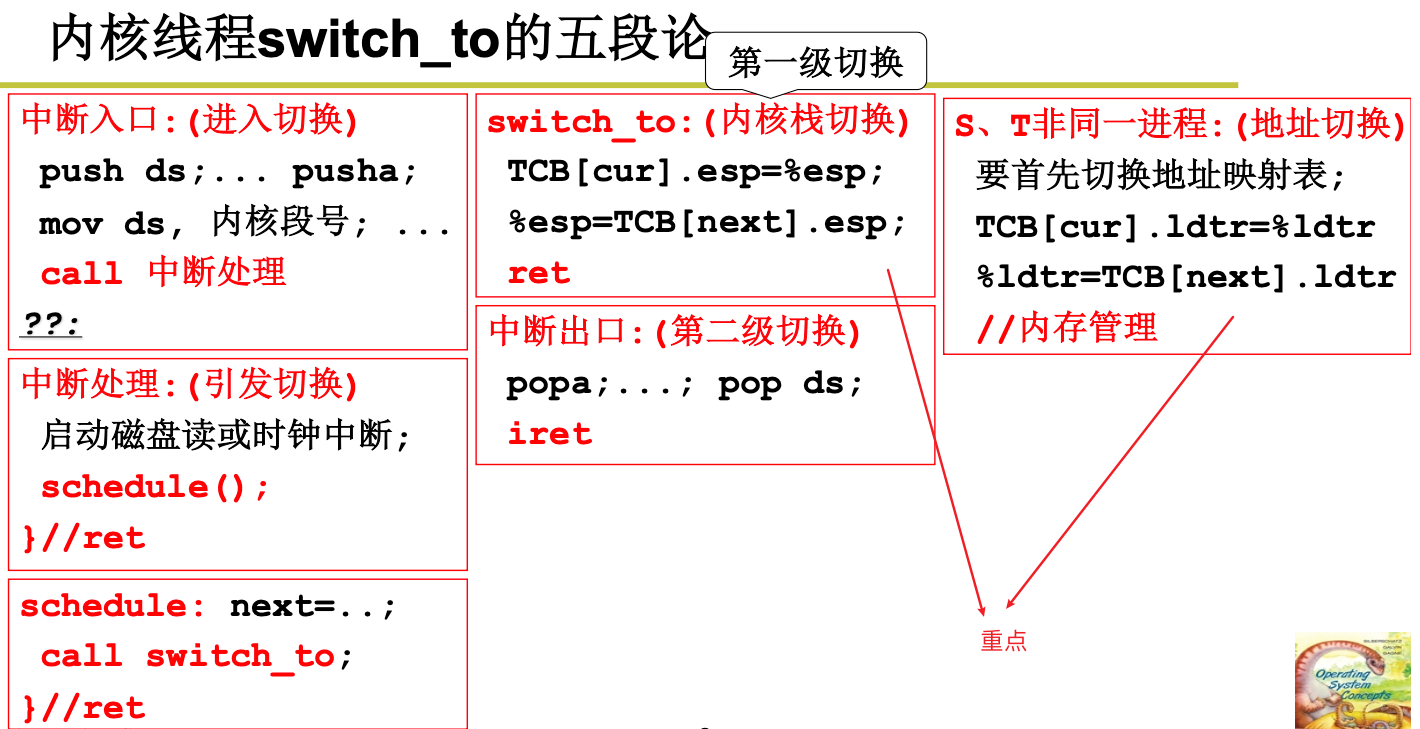 内核线程switch_to的五段论
第一级切换
中断入口:(进入切换)
push ds;... pusha;
mov ds, 内核段号; ...
call 中断处理
??:
中断处理:(引发切换)
启动磁盘读或时钟中断;
schedule();
}//ret
schedule: next=..;
call switch_to;
}//ret
switch_to:(内核栈切换)
TCB[cur].esp=%esp;
%esp=TCB[next].esp;
ret
中断出口:(第二级切换)
popa;...; pop ds;
iret
S、T非同一进程:(地址切换)
要首先切换地址映射表;
TCB[cur].ldtr=%ldtr
%ldtr=TCB[next].ldtr
//内存管理
重点
Operating
System
Concepts